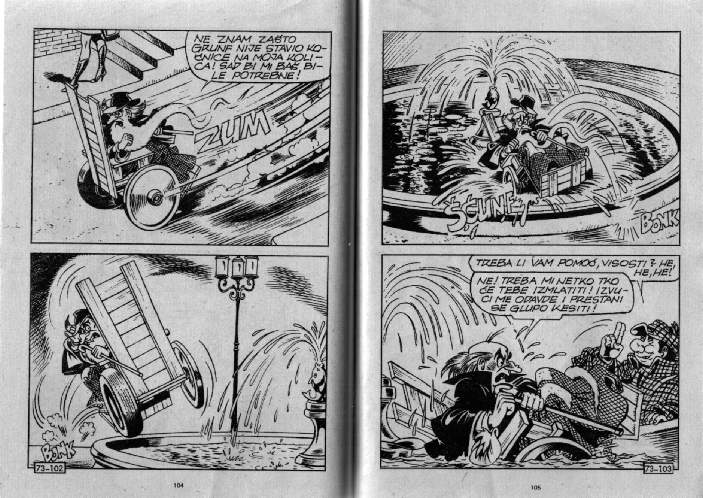 NE ZNAM ZAŠTO
GRUNF NIJE STAVIO KO-
ČNICE NA MOJA KOLI-
CA! SAD BI MI BAŠ BI-
LE POTREBNE!
ZUM
BONK
73-102
104
ŠĆUNF
BONK
TREBA LI VAM POMOĆ, VISOSTI? HE,
HE, HE!
NE! TREBA MI NETKO TKO
ĆE TEBE IZMLATITI! IZVU-
CI ME ODAVDE I PRESTANI
SE GLUPO KESITI!
73-103
105